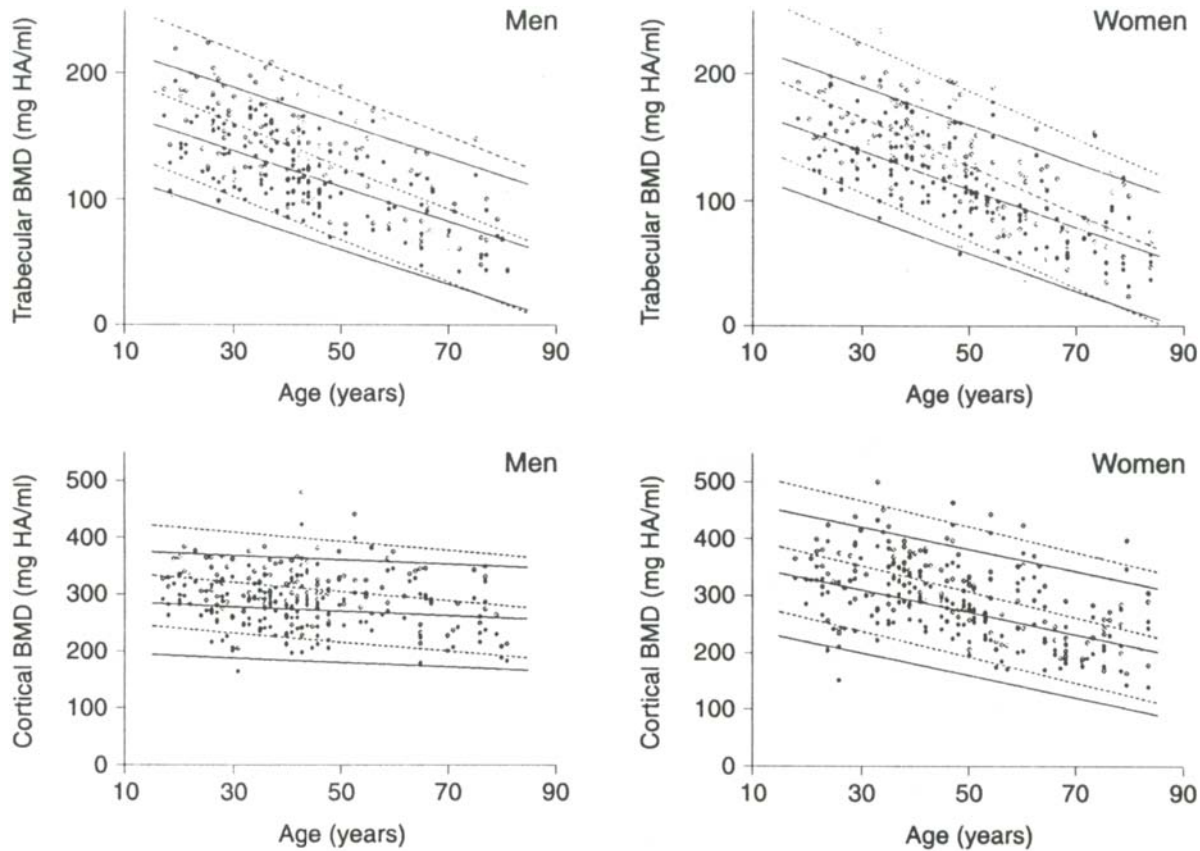 Men
Trabecular BMD (mg HA/ml)
200
100
0
10 30 50 70 90
Age (years)
Women
Trabecular BMD (mg HA/ml)
200
100
0
10 30 50 70 90
Age (years)
Men
Cortical BMD (mg HA/ml)
500
400
300
200
100
0
10 30 50 70 90
Age (years)
Women
Cortical BMD (mg HA/ml)
500
400
300
200
100
0
10 30 50 70 90
Age (years)